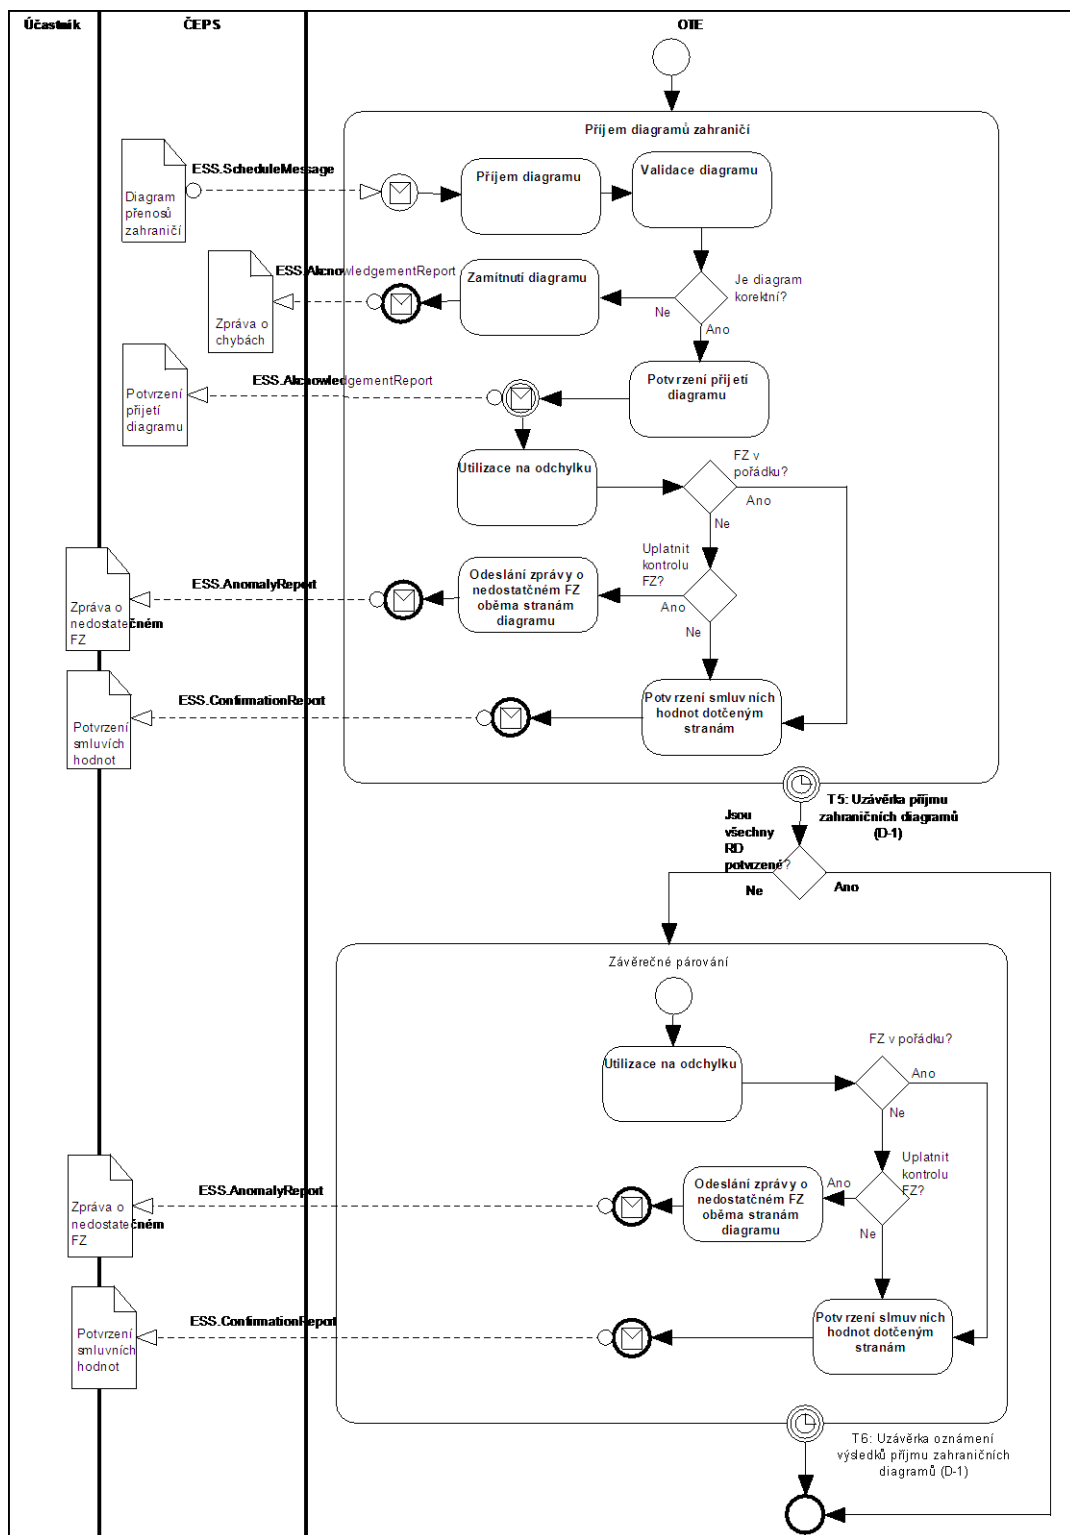 Účastník
ČEPS
OTE
Příjem diagramů zahraničí
ESS.ScheduleMessage
Diagram
přenosů
zahraničí
Příjem diagramu
Validace diagramu
ESS.AcnowledgementReport
Zpráva o
chybách
Zamítnutí diagramu
Je diagram
korektní?
Ne
Ano
ESS.AknowledgementReport
Potvrzení
přijetí
diagramu
Potvrzení přijetí
diagramu
Utilizace na odchylku
FZ v
pořádku?
Ano
Ne
Uplatnit
kontrolu
FZ?
Ano
Ne
ESS.AnomalyReport
Zpráva o
nedostatečném
FZ
Odeslání zprávy o
nedostatčném FZ
oběma stranám
diagramu
ESS.ConfirmationReport
Potvrzení
smluvích
hodnot
Potvrzení smluvních
hodnot dotčeným
stranám
T5: Uzávěrka příjmu
zahraničních diagramů
(D-1)
Jsou
všechny
RD
potvrzené?
Ne
Ano
Závěrečné párování
Utilizace na odchylku
FZ v pořádku?
Ano
Ne
Uplatnit
kontrolu
FZ?
Ano
Ne
ESS.AnomalyReport
Zpráva o
nedostatečném
FZ
Odeslání zprávy o
nedostatčném FZ
oběma stranám
diagramu
ESS.ConfirmationReport
Potvrzení
smluvních
hodnot
Potvrzení slmuvních
hodnot dotčeným
stranám
T6: Uzávěrka oznámení
výsledků příjmu zahraničních
diagramů (D-1)